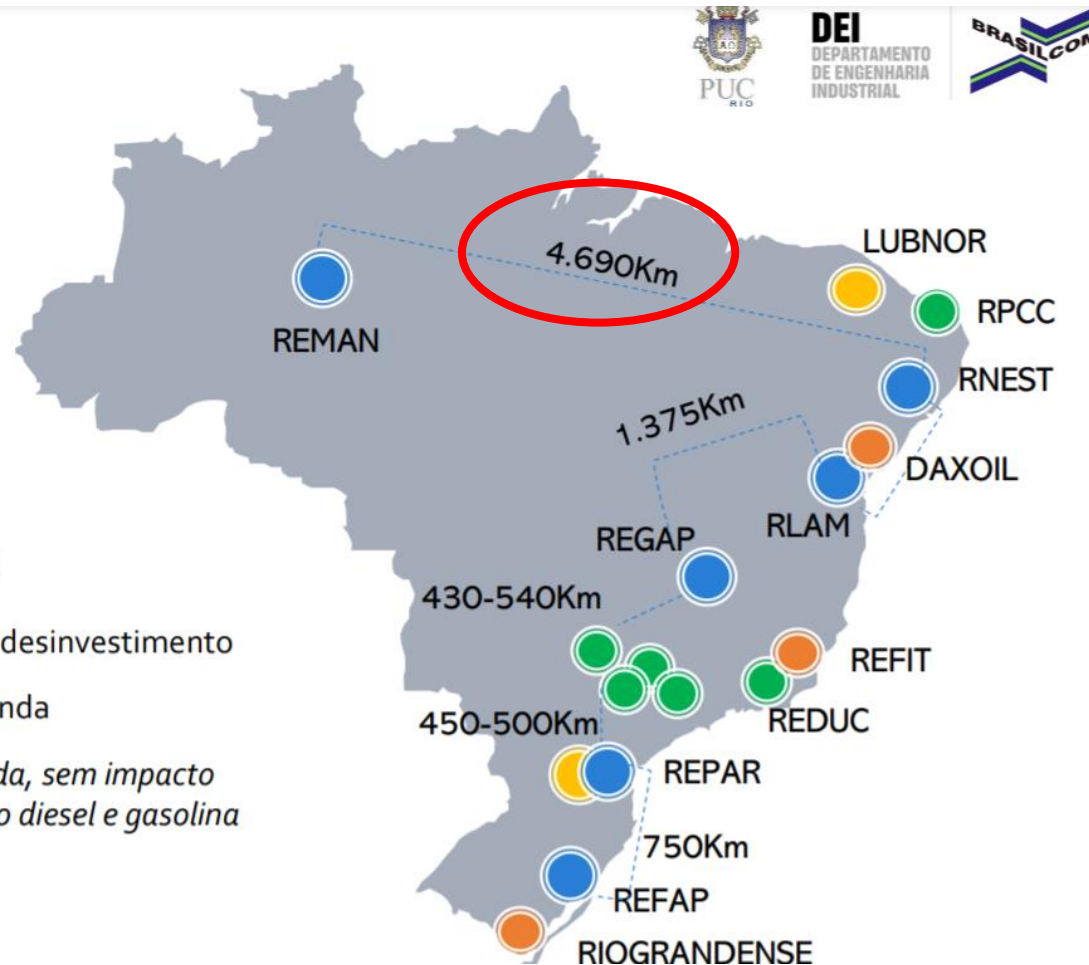 PUC
RIO
DEI
DEPARTAMENTO
DE ENGENHARIA
INDUSTRIAL
BRASILCOM
4.690Km
LUBNOR
RPCC
REMAN
RNEST
1.375Km
DAXOIL
RLAM
REGAP
430-540Km
desinvestimento
REFIT
nda
REDUC
450-500Km
da, sem impacto
REPAR
o diesel e gasolina
750Km
REFAP
RIOGRANDENSE